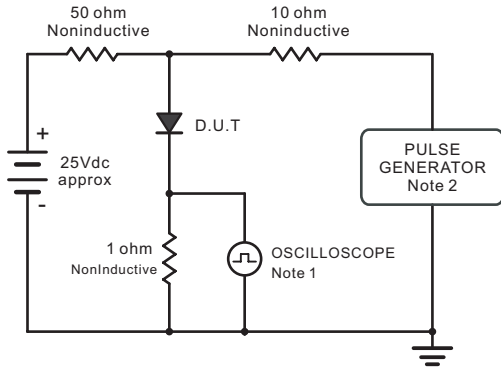 50 ohm
Noninductive
10 ohm
Noninductive
D.U.T
+
25Vdc
approx
-
PULSE
GENERATOR
Note 2
1 ohm
NonInductive
OSCILLOSCOPE
Note 1